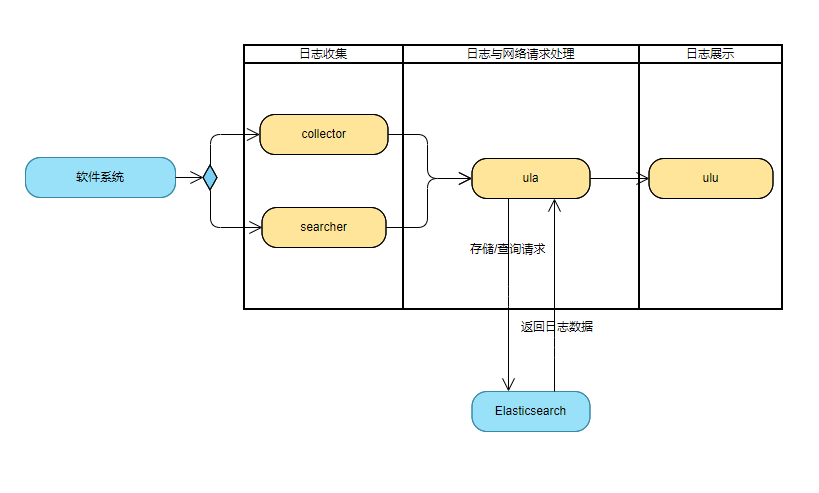 日志收集
日志与网络请求处理
日志展示
collector
软件系统
ula
ulu
searcher
存储/查询请求
返回日志数据
Elasticsearch